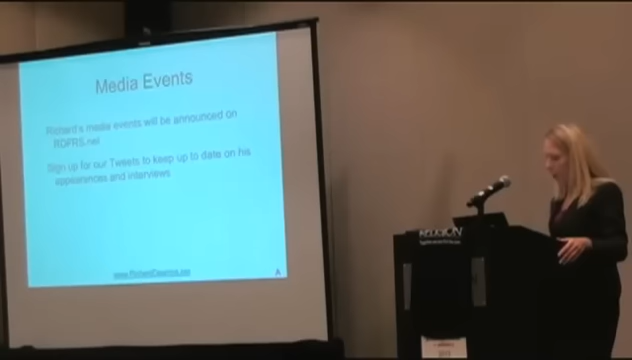 Media Events
Richard's media events will be announced on
RDFRS.net
Sign up for our Tweets to keep up to date on his
appearences and interviews
www.RichardDawkins.net
A